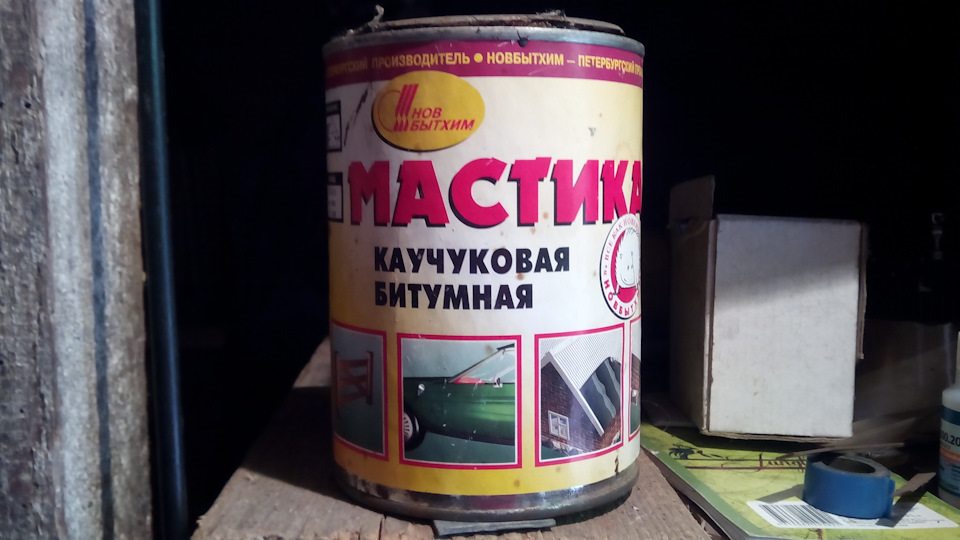 ПРОИЗВОДИТЕЛЬ • НОВБЫТХИМ — ПЕТЕРБУРГСКИЙ
НОВ
БЫТХИМ
МАСТИКА
КАУЧУКОВАЯ
БИТУМНАЯ